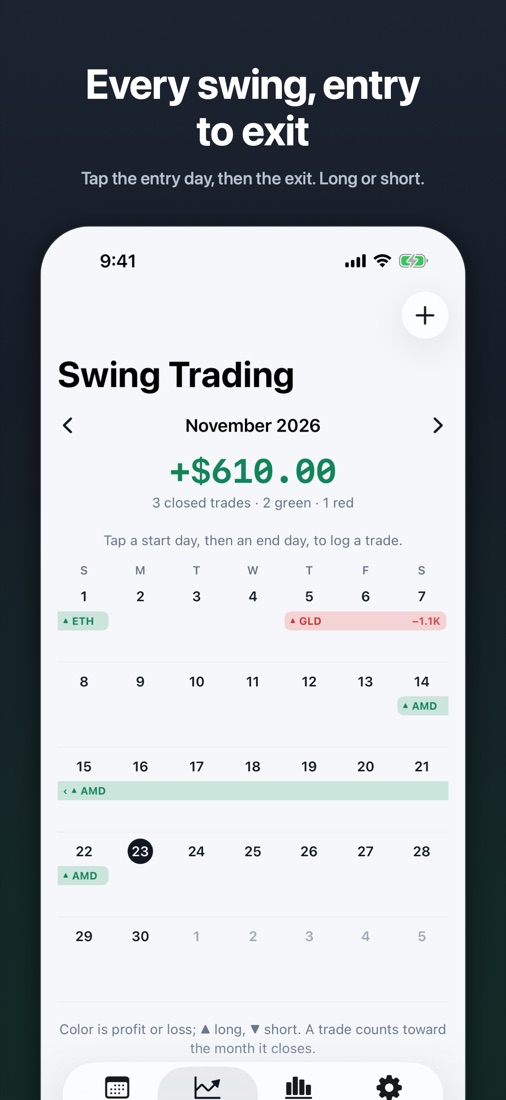 Every swing, entry
to exit
Tap the entry day, then the exit. Long or short.
9:41
Swing Trading
November 2026
+$610.00
3 closed trades · 2 green · 1 red
Tap a start day, then an end day, to log a trade.
S M T W T F S
1 2 3 4 5 6 7
▲ ETH ▲ GLD −1.1K
8 9 10 11 12 13 14
▲ AMD
15 16 17 18 19 20 21
‹ ▲ AMD
22 23 24 25 26 27 28
▲ AMD
29 30 1 2 3 4 5
Color is profit or loss; ▲ long, ▼ short. A trade counts toward
the month it closes.